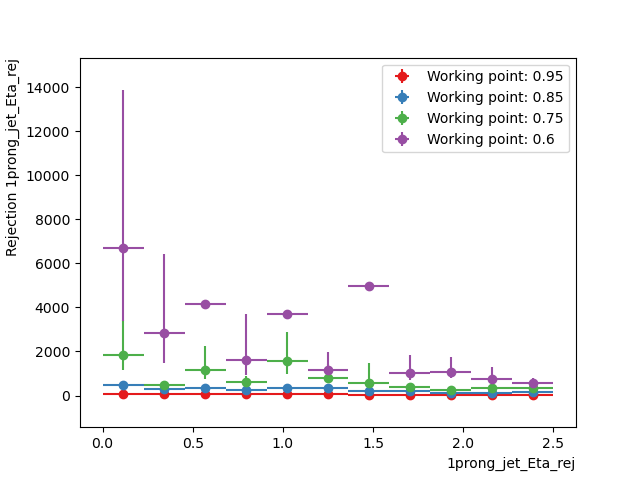 Rejection 1prong_jet_Eta_rej
14000
12000
10000
8000
6000
4000
2000
0
Working point: 0.95
Working point: 0.85
Working point: 0.75
Working point: 0.6
0.0 0.5 1.0 1.5 2.0 2.5
1prong_jet_Eta_rej